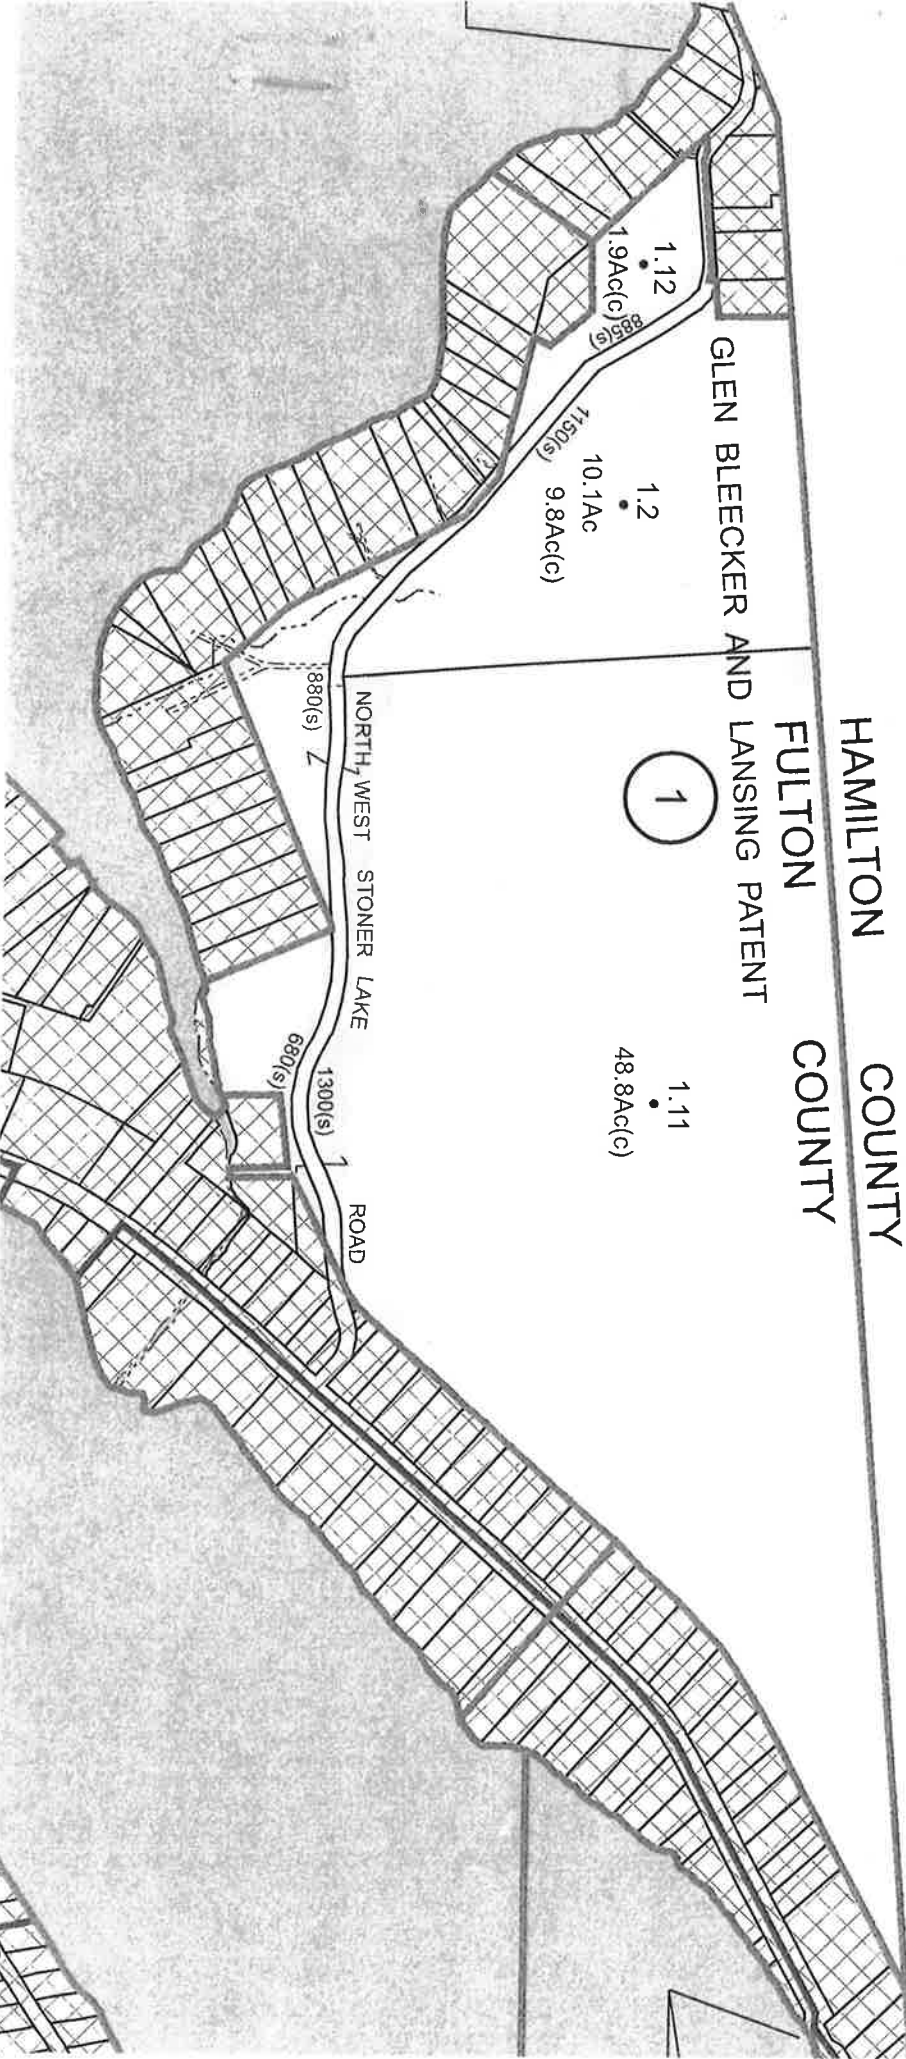 HAMILTON COUNTY
FULTON COUNTY
GLEN BLEECKER AND LANSING PATENT
1
1.12
1.9Ac(c)
885(s)
1.2
10.1Ac
9.8Ac(c)
1150(s)
1.11
48.8Ac(c)
NORTH WEST STONER LAKE ROAD
880(s)
1300(s)
680(s)